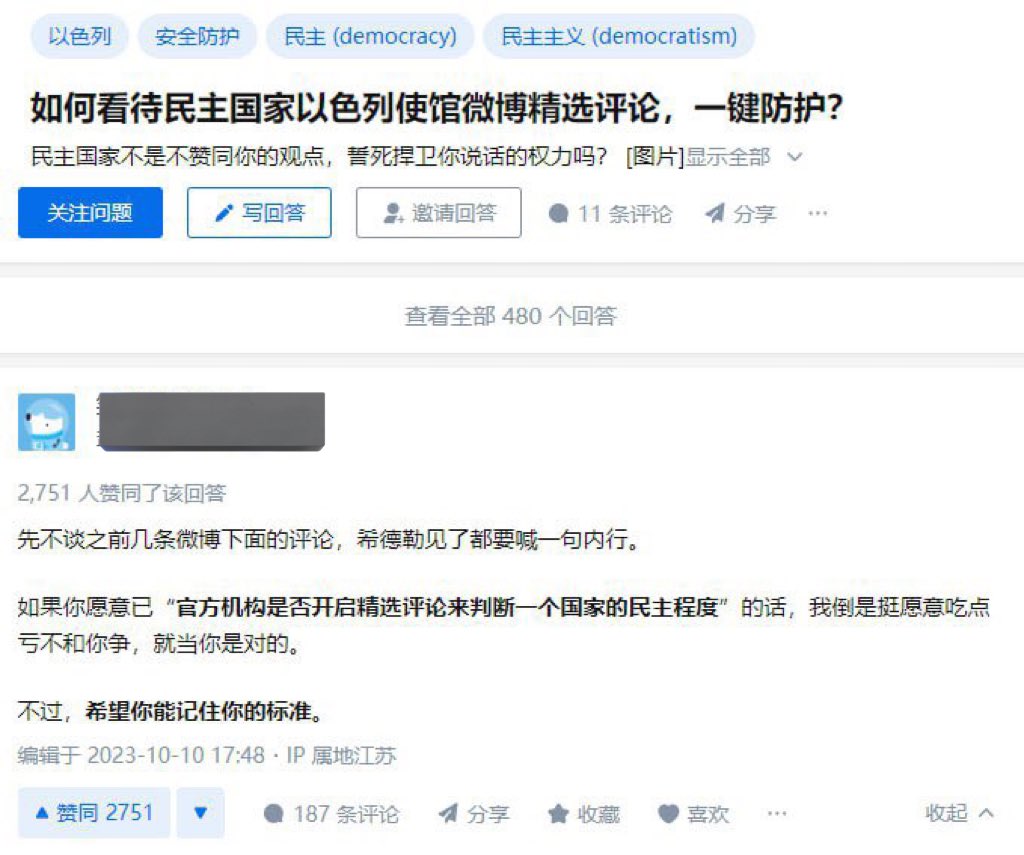 以色列 安全防护 民主 (democracy) 民主主义 (democratism)
如何看待民主国家以色列使馆微博精选评论，一键防护？
民主国家不是不赞同你的观点，誓死捍卫你说话的权力吗？ [图片]显示全部
关注问题 写回答 邀请回答 11 条评论 分享 ···
查看全部 480 个回答
2,751 人赞同了该回答
先不谈之前几条微博下面的评论，希德勒见了都要喊一句内行。
如果你愿意已“官方机构是否开启精选评论来判断一个国家的民主程度”的话，我倒是挺愿意吃点
亏不和你争，就当你是对的。
不过，希望你能记住你的标准。
编辑于 2023-10-10 17:48 · IP 属地江苏
赞同 2751 187 条评论 分享 收藏 喜欢 ··· 收起